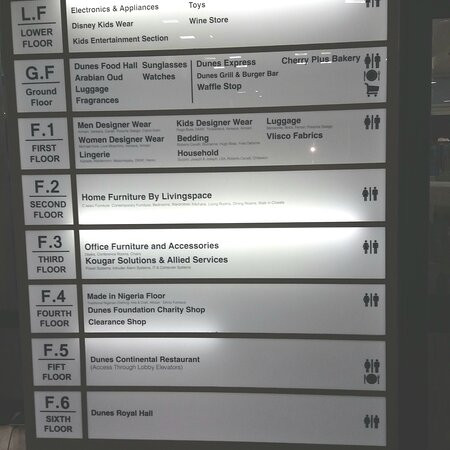 L.F
LOWER
FLOOR
Electronics & Appliances Toys
Disney Kids Wear Wine Store
Kids Entertainment Section
G.F
Ground
Floor
Dunes Food Hall Sunglasses
Arabian Oud Watches
Luggage
Fragrances
Dunes Express Cherry Plus Bakery
Dunes Grill & Burger Bar
Waffle Stop
F.1
FIRST
FLOOR
Men Designer Wear
Women Designer Wear
Lingerie
Kids Designer Wear
Bedding
Household
Luggage
Vlisco Fabrics
F.2
SECOND
FLOOR
Home Furniture By Livingspace
F.3
THIRD
FLOOR
Office Furniture and Accessories
Kougar Solutions & Allied Services
F.4
FOURTH
FLOOR
Made in Nigeria Floor
Dunes Foundation Charity Shop
Clearance Shop
F.5
FIFT
FLOOR
Dunes Continental Restaurant
(Access Through Lobby Elevators)
F.6
SIXTH
FLOOR
Dunes Royal Hall